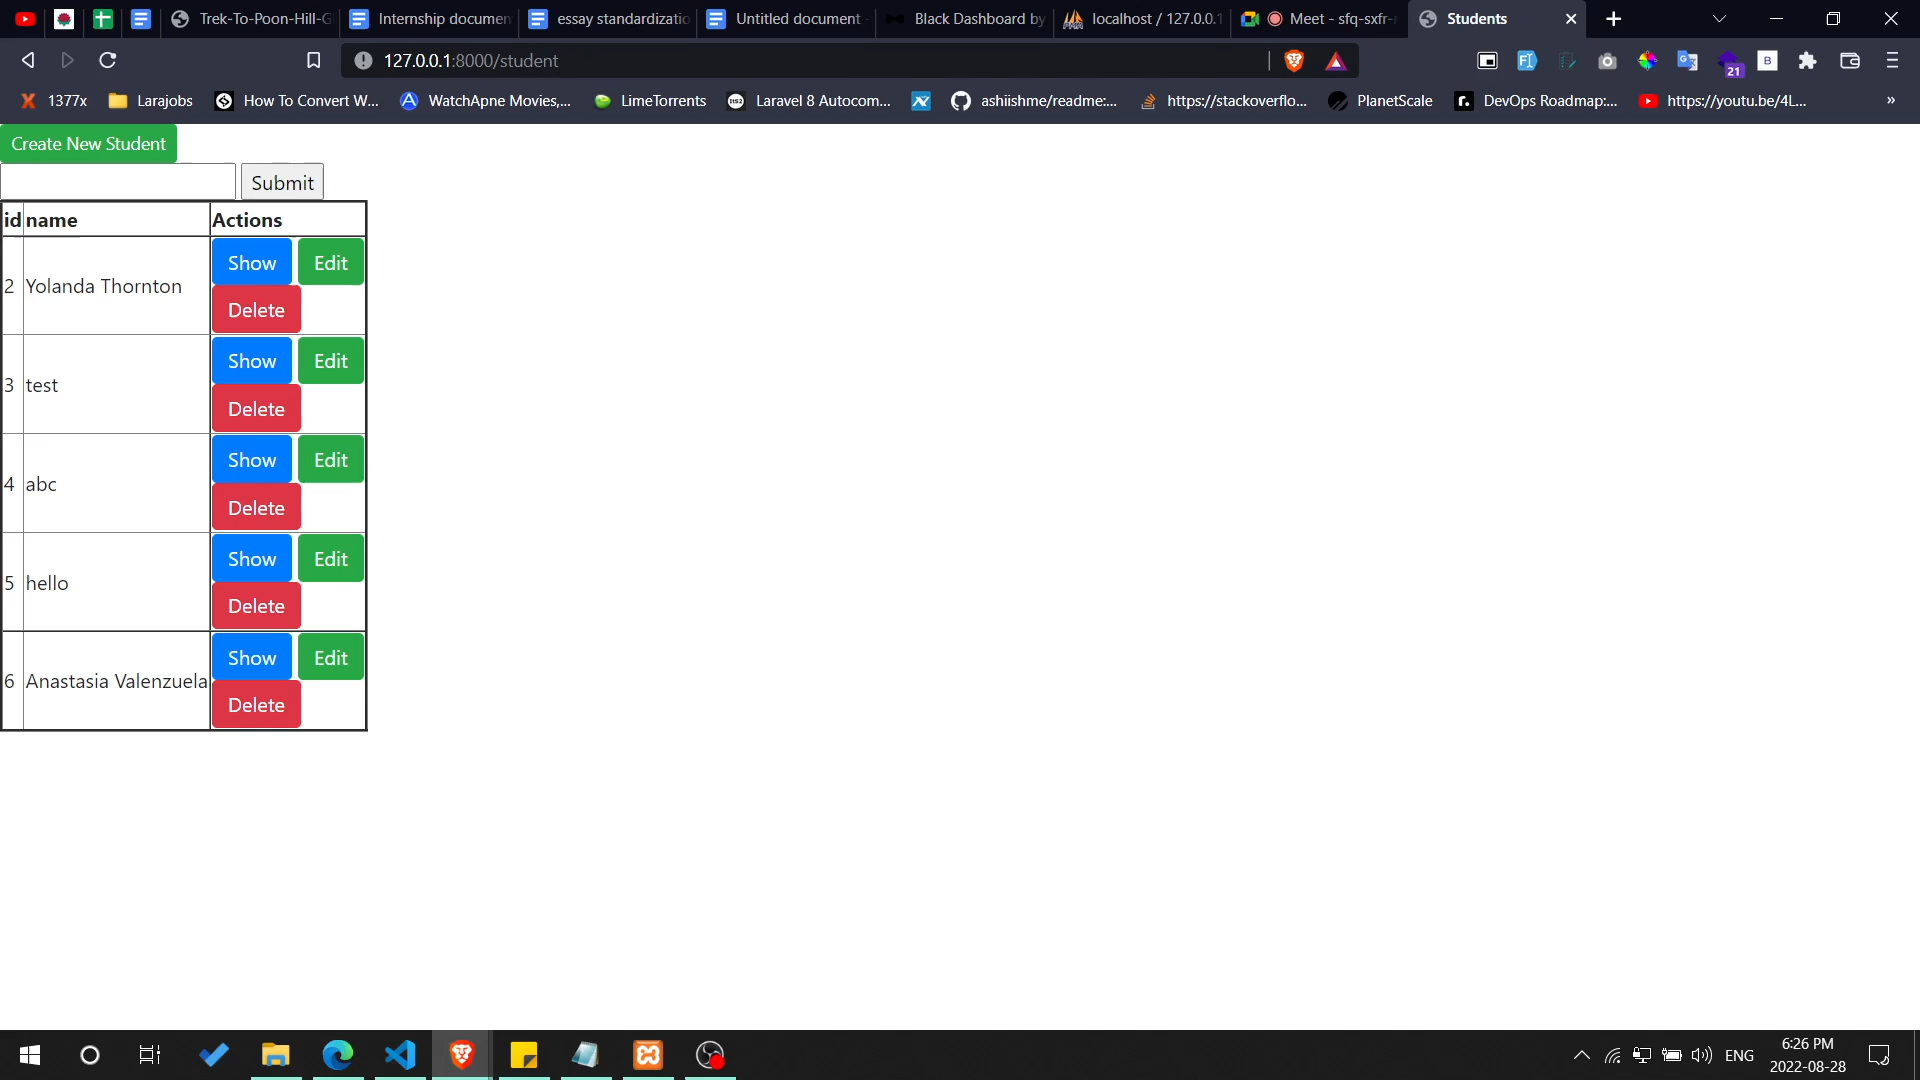 Trek-To-Poon-Hill-G
Internship documen
essay standardizatio
Untitled document
Black Dashboard by
localhost / 127.0.0.1
Meet - sfq-sxfr-
Students
127.0.0.1:8000/student
21
1377x
Larajobs
How To Convert W...
WatchApne Movies,...
LimeTorrents
Laravel 8 Autocom...
ashiishme/readme:...
https://stackoverflo...
PlanetScale
DevOps Roadmap:...
https://youtu.be/4L...
»
Create New Student
Submit
id name Actions
2 Yolanda Thornton Show Edit
Delete
3 test Show Edit
Delete
4 abc Show Edit
Delete
5 hello Show Edit
Delete
6 Anastasia Valenzuela Show Edit
Delete
ENG
6:26 PM
2022-08-28